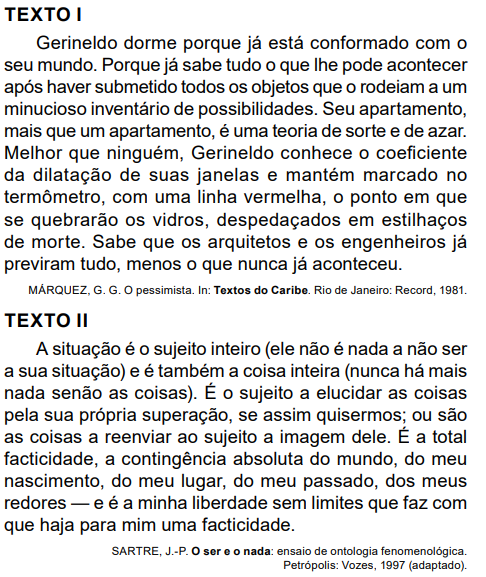 TEXTO I
Gerineldo dorme porque já está conformado com o
seu mundo. Porque já sabe tudo o que lhe pode acontecer
após haver submetido todos os objetos que o rodeiam a um
minucioso inventário de possibilidades. Seu apartamento,
mais que um apartamento, é uma teoria de sorte e de azar.
Melhor que ninguém, Gerineldo conhece o coeficiente
da dilatação de suas janelas e mantém marcado no
termômetro, com uma linha vermelha, o ponto em que
se quebrarão os vidros, despedaçados em estilhaços
de morte. Sabe que os arquitetos e os engenheiros já
previram tudo, menos o que nunca já aconteceu.
MÁRQUEZ, G. G. O pessimista. In: Textos do Caribe. Rio de Janeiro: Record, 1981.
TEXTO II
A situação é o sujeito inteiro (ele não é nada a não ser
a sua situação) e é também a coisa inteira (nunca há mais
nada senão as coisas). É o sujeito a elucidar as coisas
pela sua própria superação, se assim quisermos; ou são
as coisas a reenviar ao sujeito a imagem dele. É a total
facticidade, a contingência absoluta do mundo, do meu
nascimento, do meu lugar, do meu passado, dos meus
redores — e é a minha liberdade sem limites que faz com
que haja para mim uma facticidade.
SARTRE, J.-P. O ser e o nada: ensaio de ontologia fenomenológica.
Petrópolis: Vozes, 1997 (adaptado).